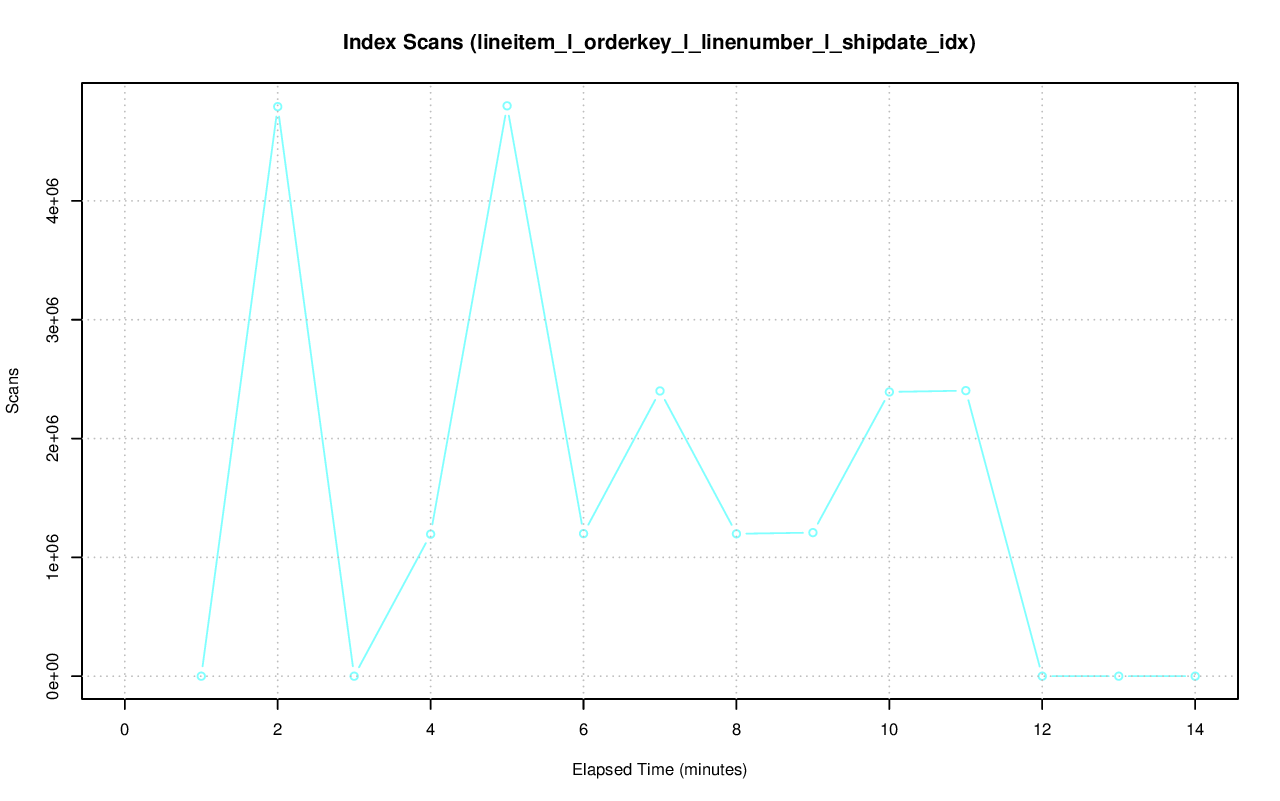 Index Scans (lineitem_l_orderkey_l_linenumber_l_shipdate_idx)
Scans
4e+06
3e+06
2e+06
1e+06
0e+00
0 2 4 6 8 10 12 14
Elapsed Time (minutes)